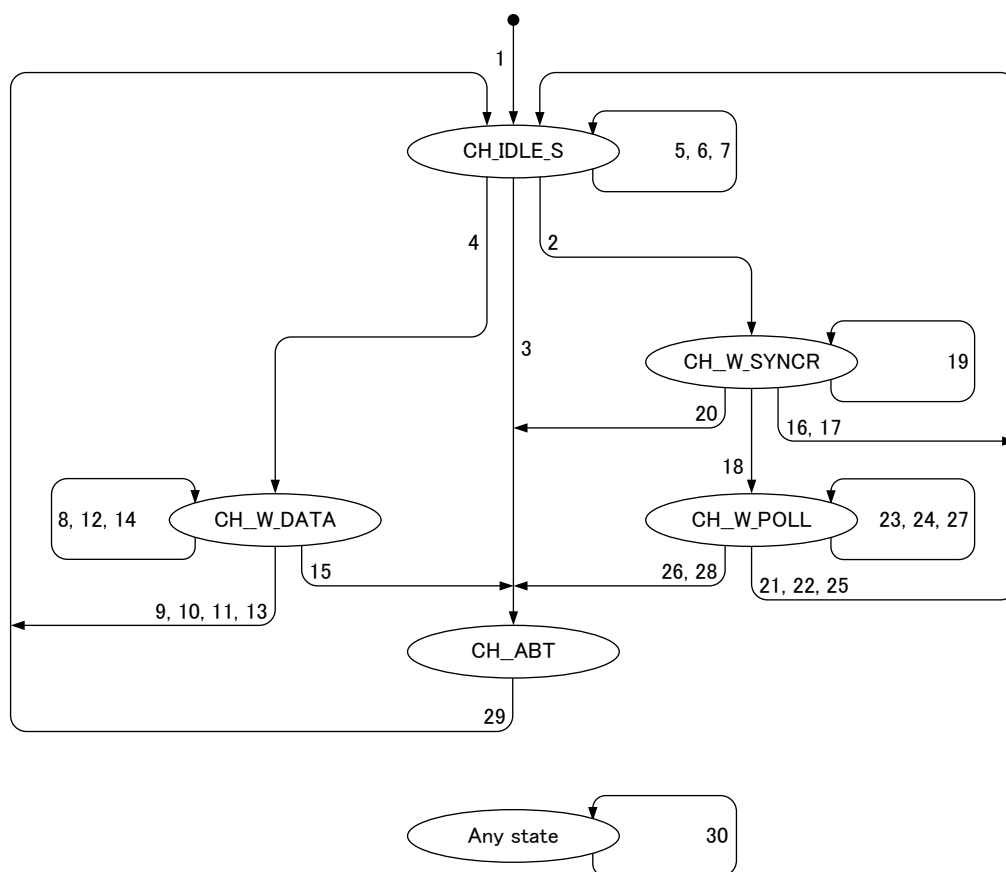 1
CH_IDLE_S
5, 6, 7
4
2
3
CH_W_SYNCR
19
20
16, 17
18
8, 12, 14
CH_W_DATA
CH_W_POLL
23, 24, 27
15
26, 28
21, 22, 25
9, 10, 11, 13
CH_ABT
29
Any state
30